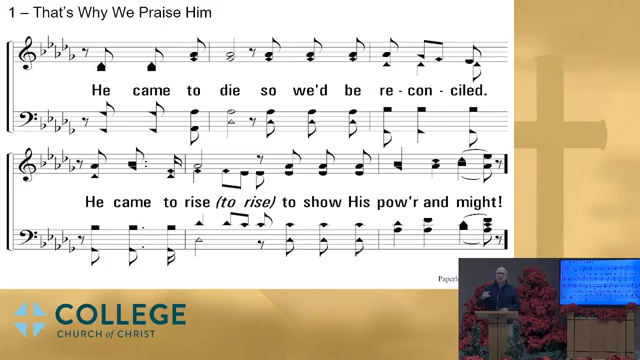 1 – That's Why We Praise Him
He came to die so we'd be re - con - ciled.
He came to rise (to rise) to show His pow'r and might!
COLLEGE
CHURCH of CHRIST